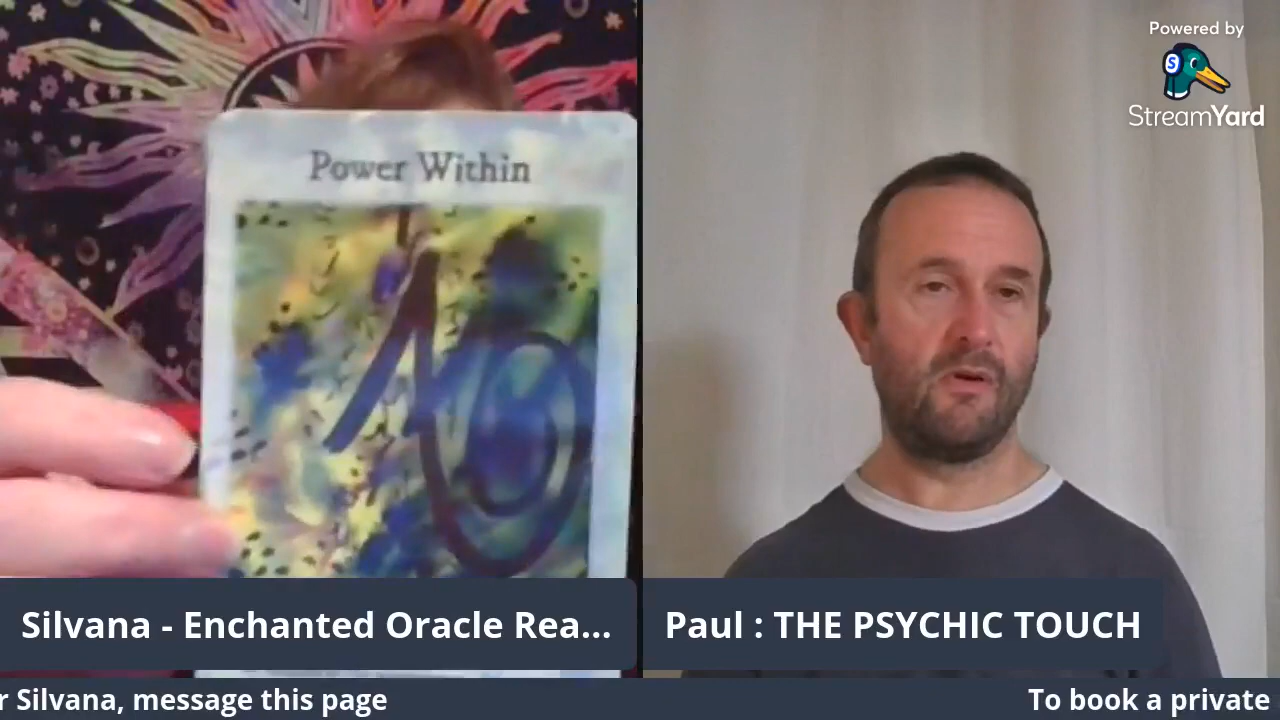 Powered by
StreamYard
Power Within
Silvana - Enchanted Oracle Rea...
Paul : THE PSYCHIC TOUCH
r Silvana, message this page
To book a private